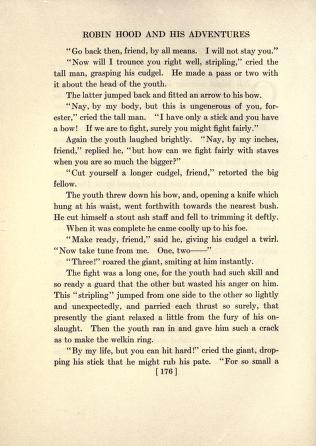 ROBIN HOOD AND HIS ADVENTURES
"Go back then, friend, by all means. I will not stay you."
"Now will I trounce you right well, stripling," cried the
tall man, grasping his cudgel. He made a pass or two with
it about the head of the youth.
The latter jumped back and fitted an arrow to his bow.
"Nay, by my body, but this is ungenerous of you, for-
ester," cried the tall man. "I have only a stick and you have
a bow! If we are to fight, surely you might fight fairly."
Again the youth laughed brightly. "Nay, by my inches,
friend," replied he, "but how can we fight fairly with staves
when you are so much the bigger?"
"Cut yourself a longer cudgel, friend," retorted the big
fellow.
The youth threw down his bow, and, opening a knife which
hung at his waist, went forthwith towards the nearest bush.
He cut himself a stout ash staff and fell to trimming it deftly.
When it was complete he came coolly up to his foe.
"Make ready, friend," said he, giving his cudgel a twirl.
"Now take tune from me. One, two——"
"Three!" roared the giant, smiting at him instantly.
The fight was a long one, for the youth had such skill and
so ready a guard that the other but wasted his anger on him.
This "stripling" jumped from one side to the other so lightly
and unexpectedly, and parried each thrust so surely, that
presently the giant relaxed a little from the fury of his on-
slaught. Then the youth ran in and gave him such a crack
as to make the welkin ring.
"By my life, but you can hit hard!" cried the giant, drop-
ping his stick that he might rub his pate. "For so small a
[ 176 ]